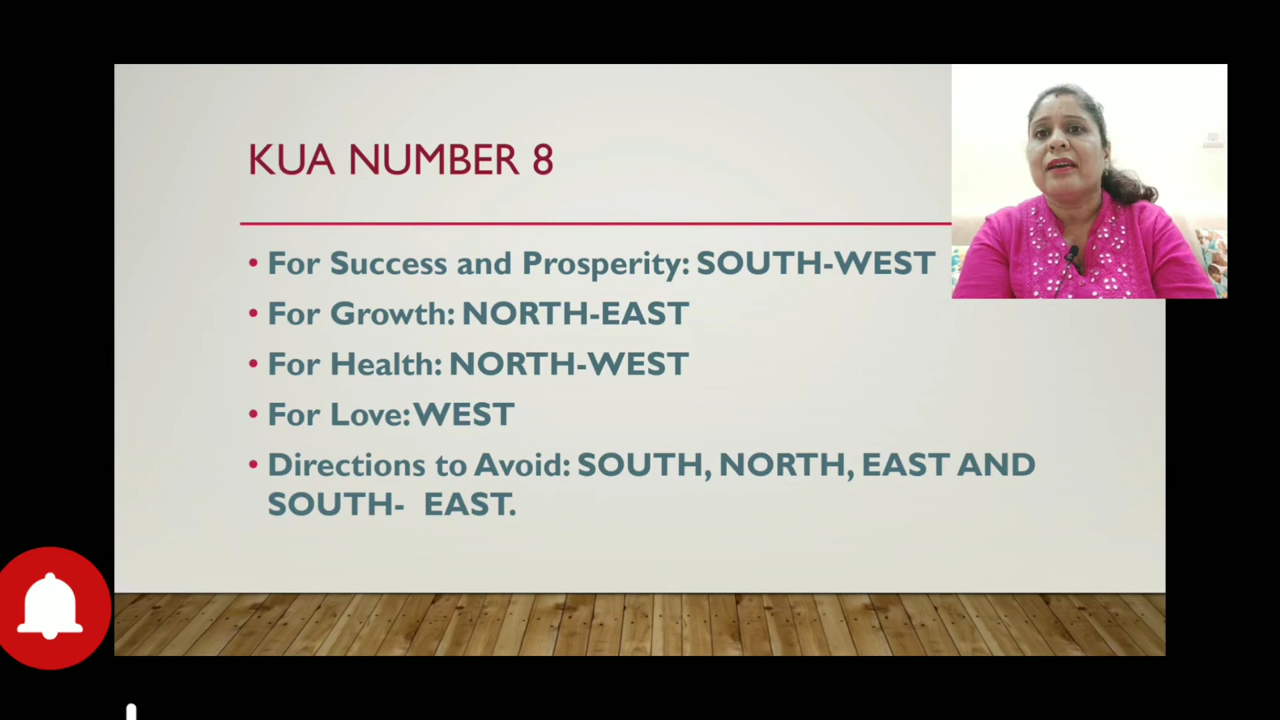 KUA NUMBER 8
• For Success and Prosperity: SOUTH-WEST
• For Growth: NORTH-EAST
• For Health: NORTH-WEST
• For Love: WEST
• Directions to Avoid: SOUTH, NORTH, EAST AND
SOUTH- EAST.